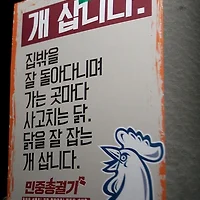 개 삽니다.
집밖을
잘 돌아다니며
가는 곳마다
사고치는 닭.
닭을 잘 잡는
개 삽니다.
민중총궐기